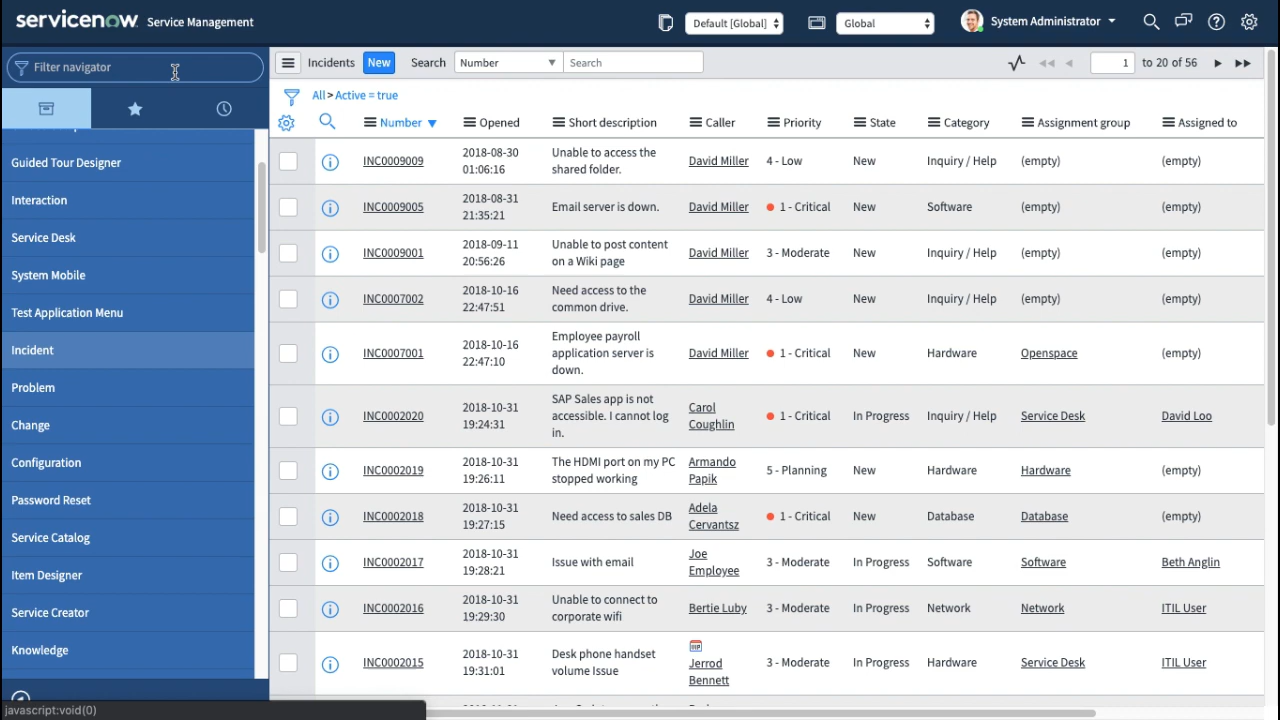 servicenow Service Management
Default [Global]
Global
System Administrator
Filter navigator
Guided Tour Designer
Interaction
Service Desk
System Mobile
Test Application Menu
Incident
Problem
Change
Configuration
Password Reset
Service Catalog
Item Designer
Service Creator
Knowledge
javascript:void(0)
Incidents New Search Number Search 1 to 20 of 56
All > Active = true
Number Opened Short description Caller Priority State Category Assignment group Assigned to
INC0009009 2018-08-30 01:06:16 Unable to access the shared folder. David Miller 4 - Low New Inquiry / Help (empty) (empty)
INC0009005 2018-08-31 21:35:21 Email server is down. David Miller 1 - Critical New Software (empty) (empty)
INC0009001 2018-09-11 20:56:26 Unable to post content on a Wiki page David Miller 3 - Moderate New Inquiry / Help (empty) (empty)
INC0007002 2018-10-16 22:47:51 Need access to the common drive. David Miller 4 - Low New Inquiry / Help (empty) (empty)
INC0007001 2018-10-16 22:47:10 Employee payroll application server is down. David Miller 1 - Critical New Hardware Openspace (empty)
INC0002020 2018-10-31 19:24:31 SAP Sales app is not accessible. I cannot log in. Carol Coughlin 1 - Critical In Progress Inquiry / Help Service Desk David Loo
INC0002019 2018-10-31 19:26:11 The HDMI port on my PC stopped working Armando Papik 5 - Planning New Hardware Hardware (empty)
INC0002018 2018-10-31 19:27:15 Need access to sales DB Adela Cervantsz 1 - Critical New Database Database (empty)
INC0002017 2018-10-31 19:28:21 Issue with email Joe Employee 3 - Moderate In Progress Software Software Beth Anglin
INC0002016 2018-10-31 19:29:30 Unable to connect to corporate wifi Bertie Luby 3 - Moderate In Progress Network Network ITIL User
INC0002015 2018-10-31 19:31:01 Desk phone handset volume Issue Jerrod Bennett 3 - Moderate In Progress Hardware Service Desk ITIL User